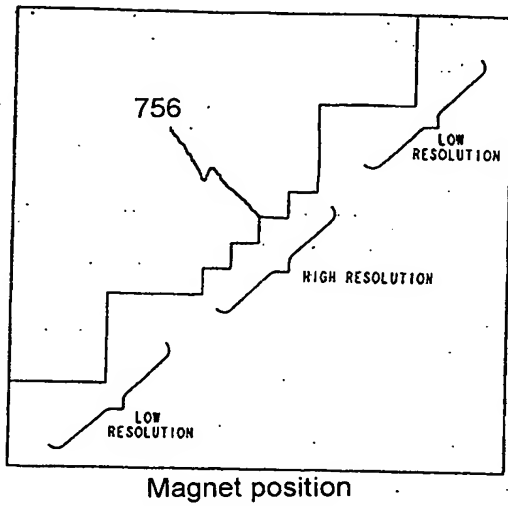 756
LOW
RESOLUTION
HIGH RESOLUTION
LOW
RESOLUTION
Magnet position